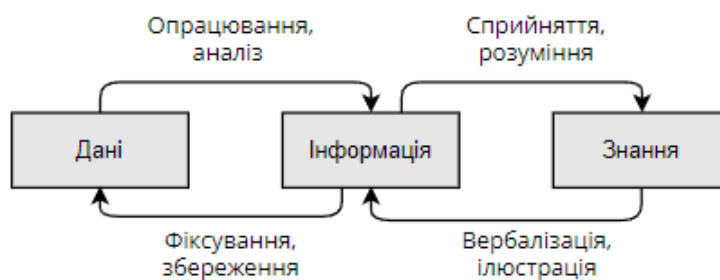 Опрацювання,
аналіз
Сприйняття,
розуміння
Дані
Інформація
Знання
Фіксування,
збереження
Вербалізація,
ілюстрація